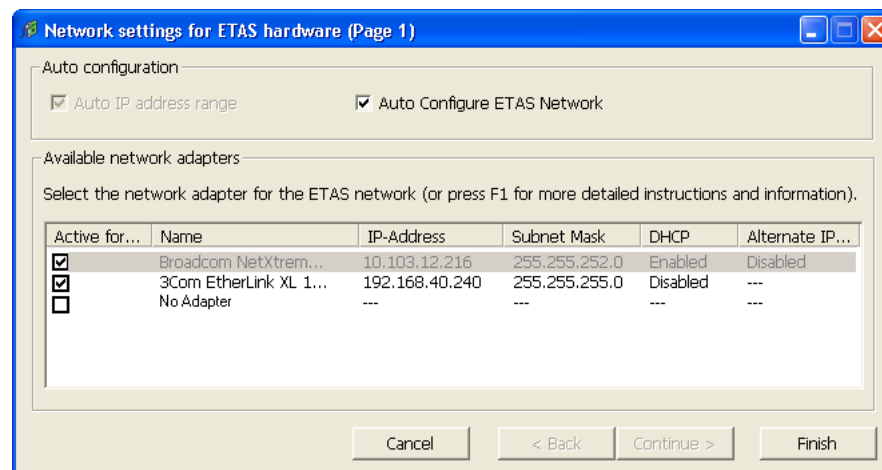 Network settings for ETAS hardware (Page 1)
Auto configuration
Auto IP address range Auto Configure ETAS Network
Available network adapters
Select the network adapter for the ETAS network (or press F1 for more detailed instructions and information).
Active for... Name IP-Address Subnet Mask DHCP Alternate IP...
Broadcom NetXtrem... 10.103.12.216 255.255.252.0 Enabled Disabled
3Com EtherLink XL 1... 192.168.40.240 255.255.255.0 Disabled ---
No Adapter --- --- --- ---
Cancel < Back Continue > Finish